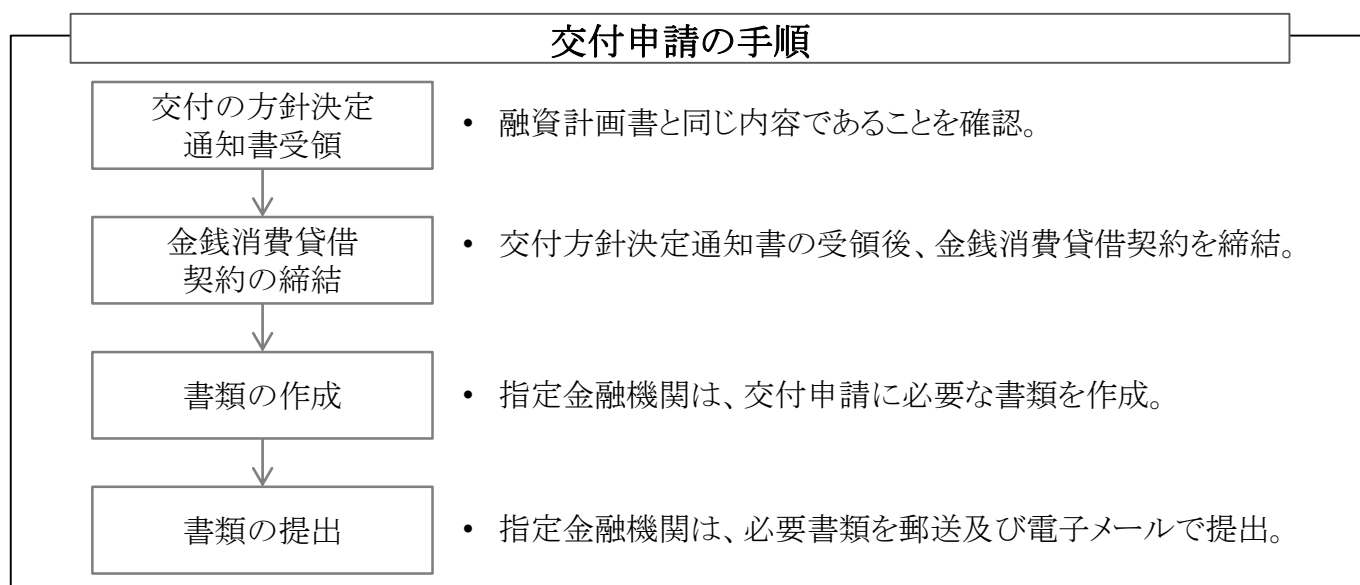 交付申請の手順
交付の方針決定
通知書受領
• 融資計画書と同じ内容であることを確認。
金銭消費貸借
契約の締結
• 交付方針決定通知書の受領後、金銭消費貸借契約を締結。
書類の作成
• 指定金融機関は、交付申請に必要な書類を作成。
書類の提出
• 指定金融機関は、必要書類を郵送及び電子メールで提出。